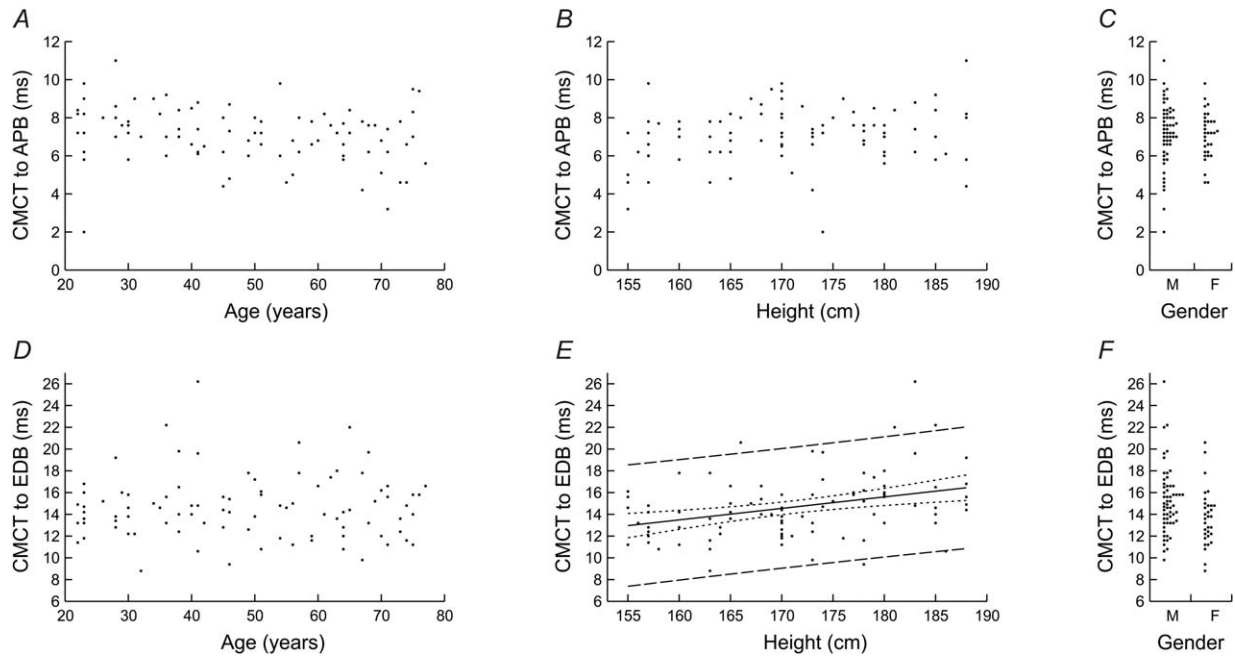 A
B
C
CMCT to APB (ms)
12
10
8
6
4
2
0
20 30 40 50 60 70 80
Age (years)
CMCT to APB (ms)
12
10
8
6
4
2
0
155 160 165 170 175 180 185 190
Height (cm)
CMCT to APB (ms)
12
10
8
6
4
2
0
M F
Gender
D
E
F
CMCT to EDB (ms)
26
24
22
20
18
16
14
12
10
8
6
20 30 40 50 60 70 80
Age (years)
CMCT to EDB (ms)
26
24
22
20
18
16
14
12
10
8
6
155 160 165 170 175 180 185 190
Height (cm)
CMCT to EDB (ms)
26
24
22
20
18
16
14
12
10
8
6
M F
Gender